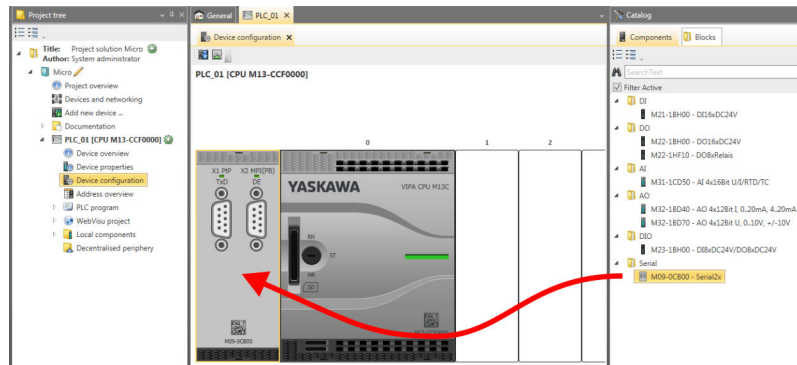 Project tree
Title: Project solution Micro
Author: System administrator
Micro
Project overview
Devices and networking
Add new device ...
Documentation
PLC_01 [CPU M13-CCF0000]
Device overview
Device properties
Device configuration
Address overview
PLC program
WebVisu project
Local components
Decentralised periphery
General
PLC_01
Device configuration
PLC_01 [CPU M13-CCF0000]
0 1 2
X1 PtP X2 MPI(PB)
TxD DE
YASKAWA VIPA CPU M13C
RN
ST
MR
SD
M09-0CB00
M13-CCF0000
Catalog
Components Blocks
SearchText
Filter Active
DI
M21-1BH00 - DI16xDC24V
DO
M22-1BH00 - DO16xDC24V
M22-1HF10 - DO8xRelais
AI
M31-1CD50 - AI 4x16Bit U/I/RTD/TC
AO
M32-1BD40 - AO 4x12Bit I, 0..20mA, 4..20mA
M32-1BD70 - AO 4x12Bit U, 0..10V, +/-10V
DIO
M23-1BH00 - DI8xDC24V/DO8xDC24V
Serial
M09-0CB00 - Serial2x